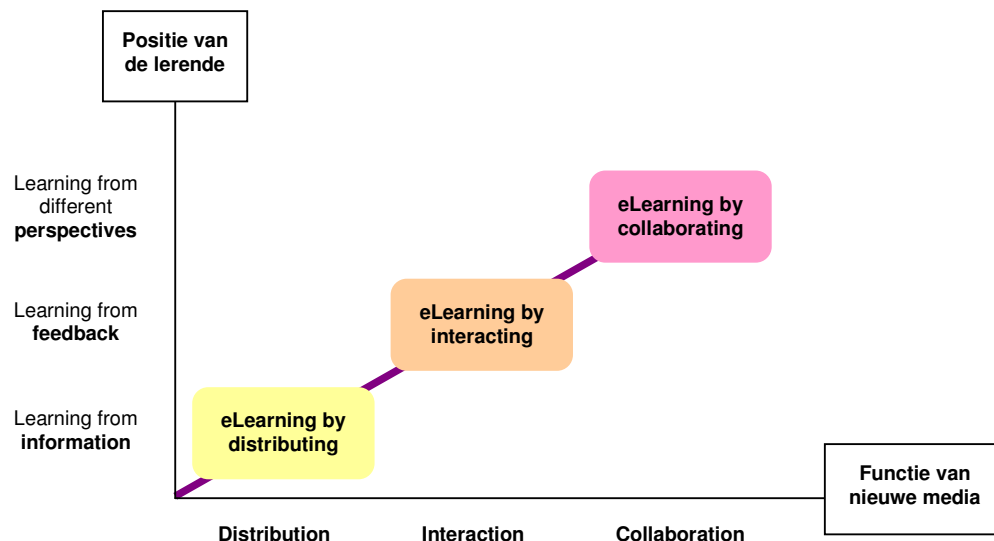 Positie van
de lerende
Learning from
different
perspectives
eLearning by
collaborating
Learning from
feedback
eLearning by
interacting
Learning from
information
eLearning by
distributing
Functie van
nieuwe media
Distribution
Interaction
Collaboration